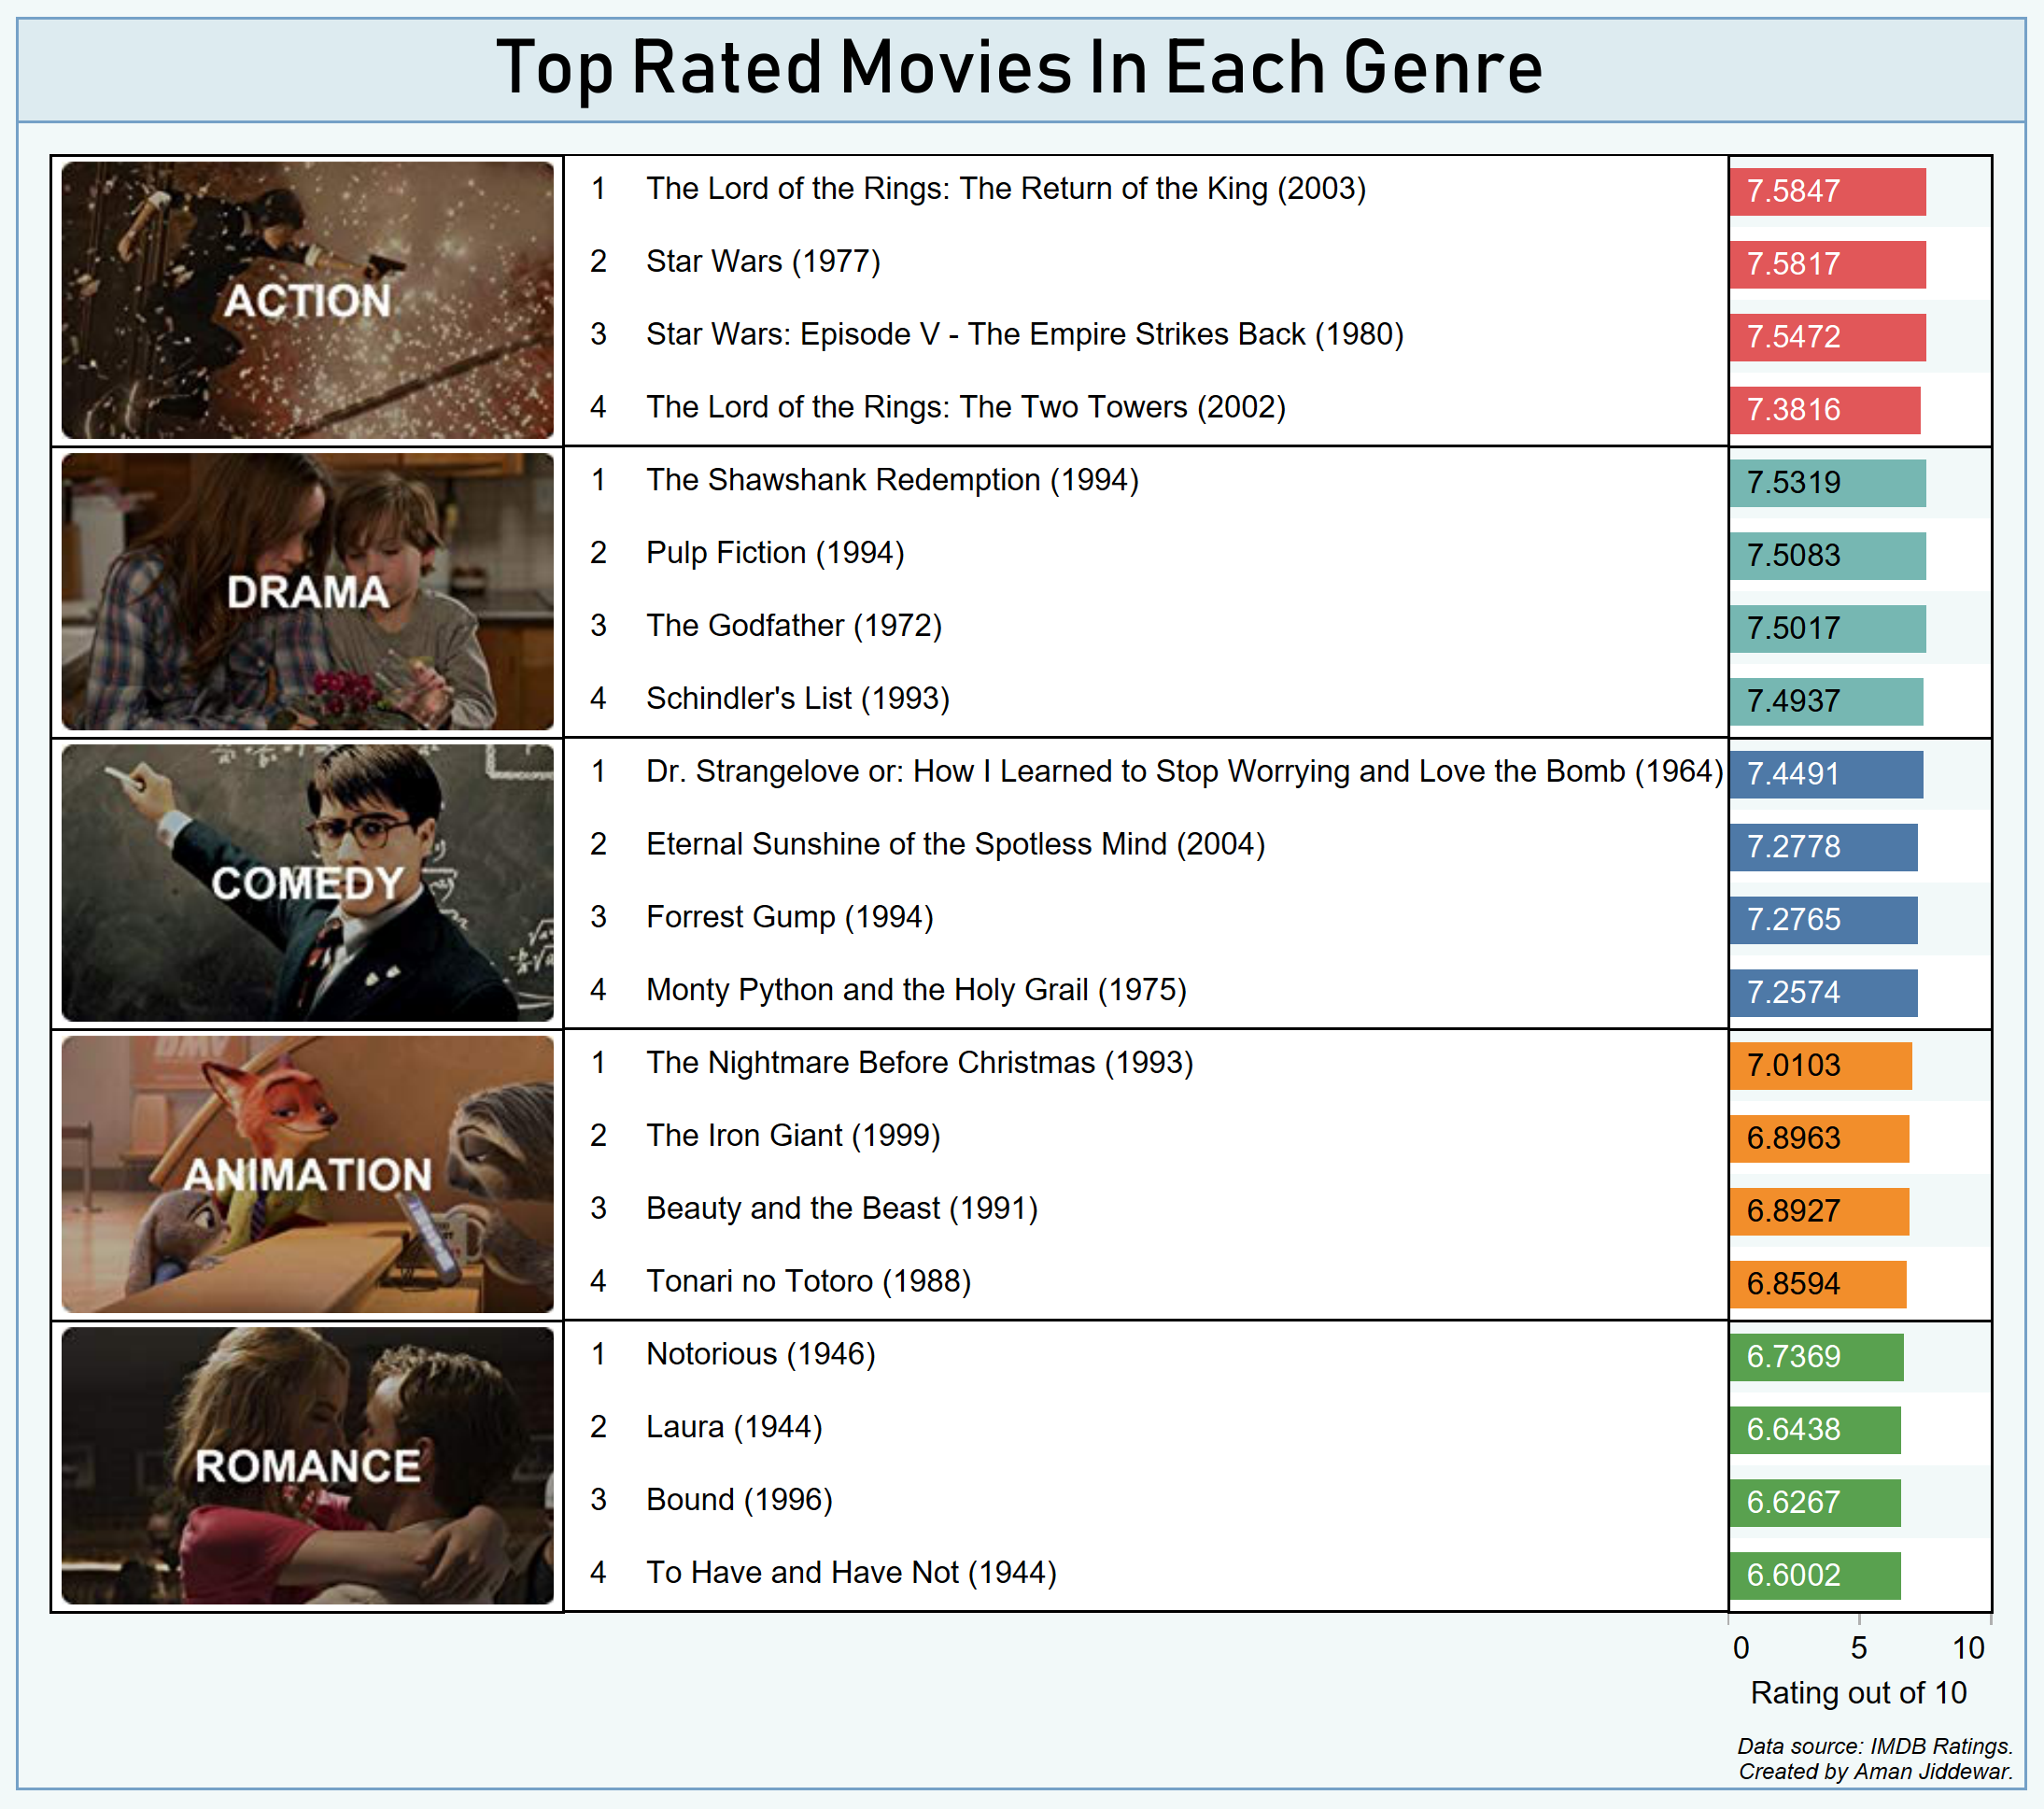 Top Rated Movies In Each Genre
ACTION
1 The Lord of the Rings: The Return of the King (2003) 7.5847
2 Star Wars (1977) 7.5817
3 Star Wars: Episode V - The Empire Strikes Back (1980) 7.5472
4 The Lord of the Rings: The Two Towers (2002) 7.3816
DRAMA
1 The Shawshank Redemption (1994) 7.5319
2 Pulp Fiction (1994) 7.5083
3 The Godfather (1972) 7.5017
4 Schindler's List (1993) 7.4937
COMEDY
1 Dr. Strangelove or: How I Learned to Stop Worrying and Love the Bomb (1964) 7.4491
2 Eternal Sunshine of the Spotless Mind (2004) 7.2778
3 Forrest Gump (1994) 7.2765
4 Monty Python and the Holy Grail (1975) 7.2574
ANIMATION
1 The Nightmare Before Christmas (1993) 7.0103
2 The Iron Giant (1999) 6.8963
3 Beauty and the Beast (1991) 6.8927
4 Tonari no Totoro (1988) 6.8594
ROMANCE
1 Notorious (1946) 6.7369
2 Laura (1944) 6.6438
3 Bound (1996) 6.6267
4 To Have and Have Not (1944) 6.6002
0 5 10
Rating out of 10
Data source: IMDB Ratings.
Created by Aman Jiddewar.